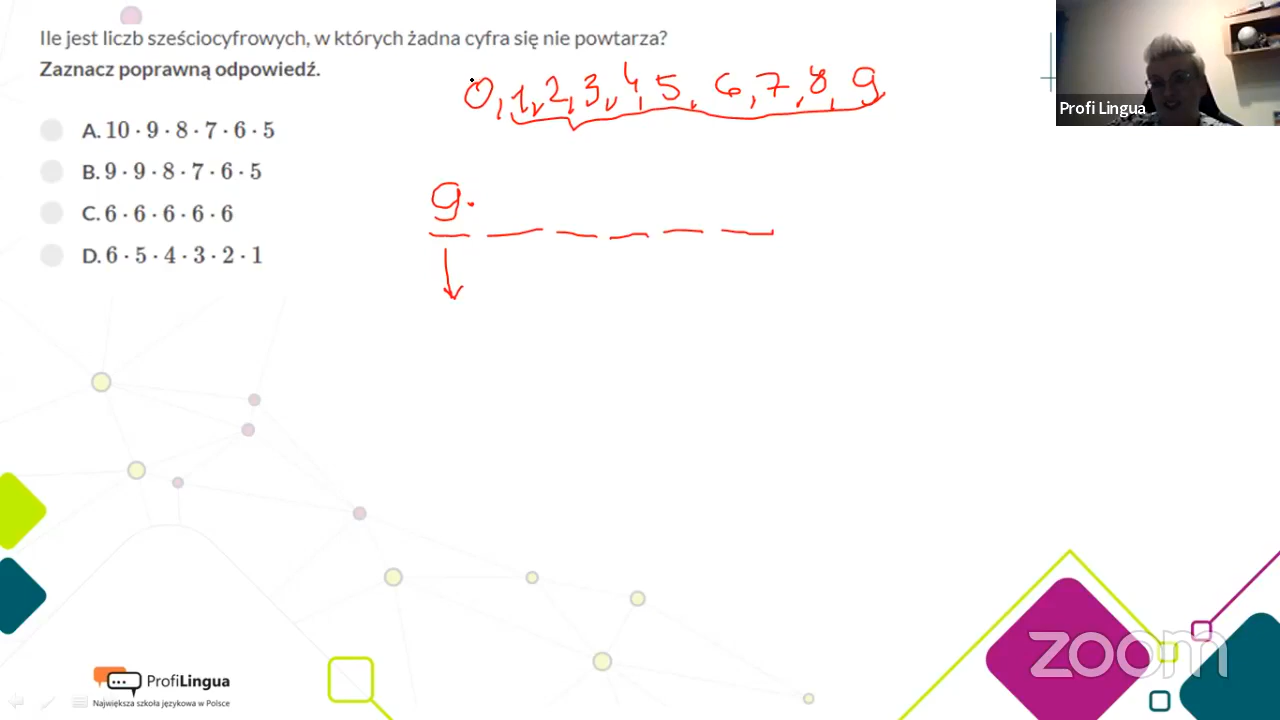 Ile jest liczb sześciocyfrowych, w których żadna cyfra się nie powtarza?
Zaznacz poprawną odpowiedź.
A. 10 · 9 · 8 · 7 · 6 · 5
B. 9 · 9 · 8 · 7 · 6 · 5
C. 6 · 6 · 6 · 6 · 6
D. 6 · 5 · 4 · 3 · 2 · 1
0, 1, 2, 3, 4, 5, 6, 7, 8, 9
9.
Profi Lingua
ProfiLingua
Największa szkoła językowa w Polsce
zoom